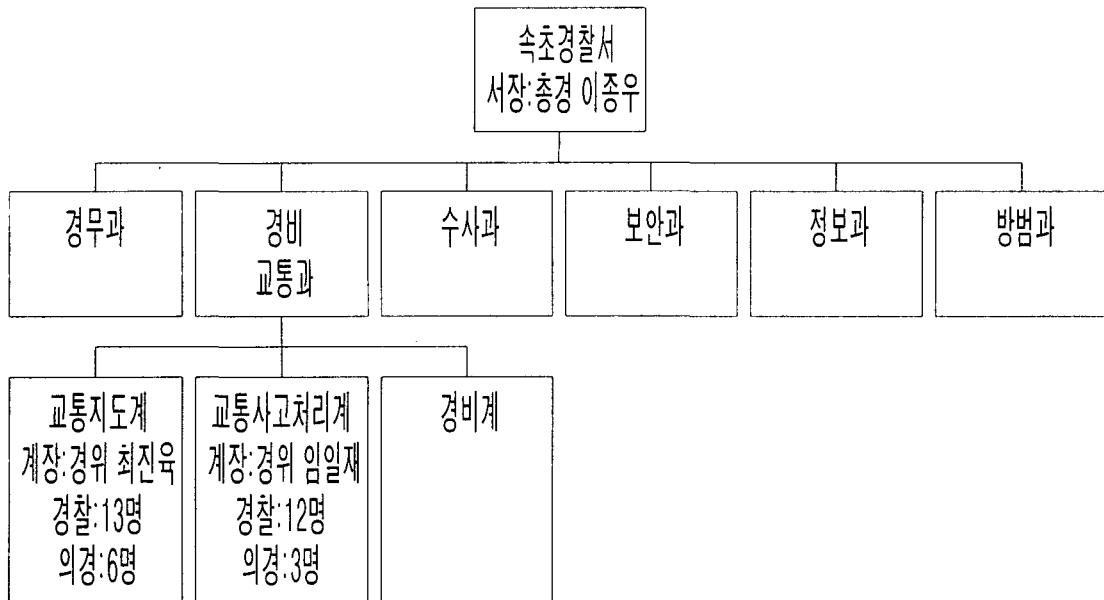 속초경찰서
서장:총경 이종우
경무과
경비
교통과
수사과
보안과
정보과
방범과
교통지도계
계장:경위 최진육
경찰:13명
의경:6명
교통사고처리계
계장:경위 임일재
경찰:12명
의경:3명
경비계